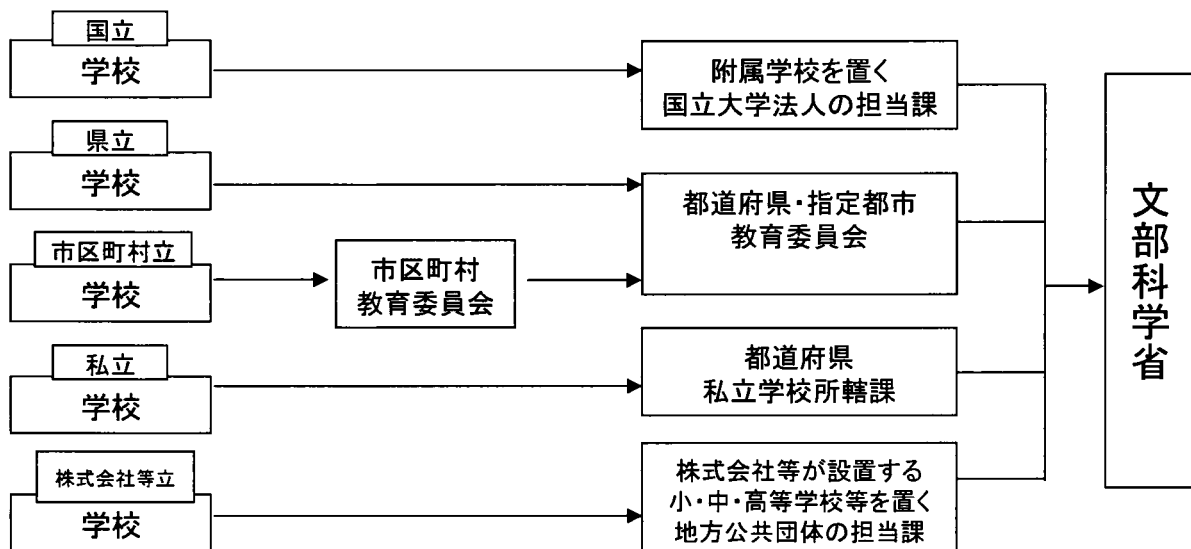 国立
学校
附属学校を置く
国立大学法人の担当課
県立
学校
都道府県・指定都市
教育委員会
市区町村立
学校
市区町村
教育委員会
私立
学校
都道府県
私立学校所轄課
株式会社等立
学校
株式会社等が設置する
小・中・高等学校等を置く
地方公共団体の担当課
文部科学省